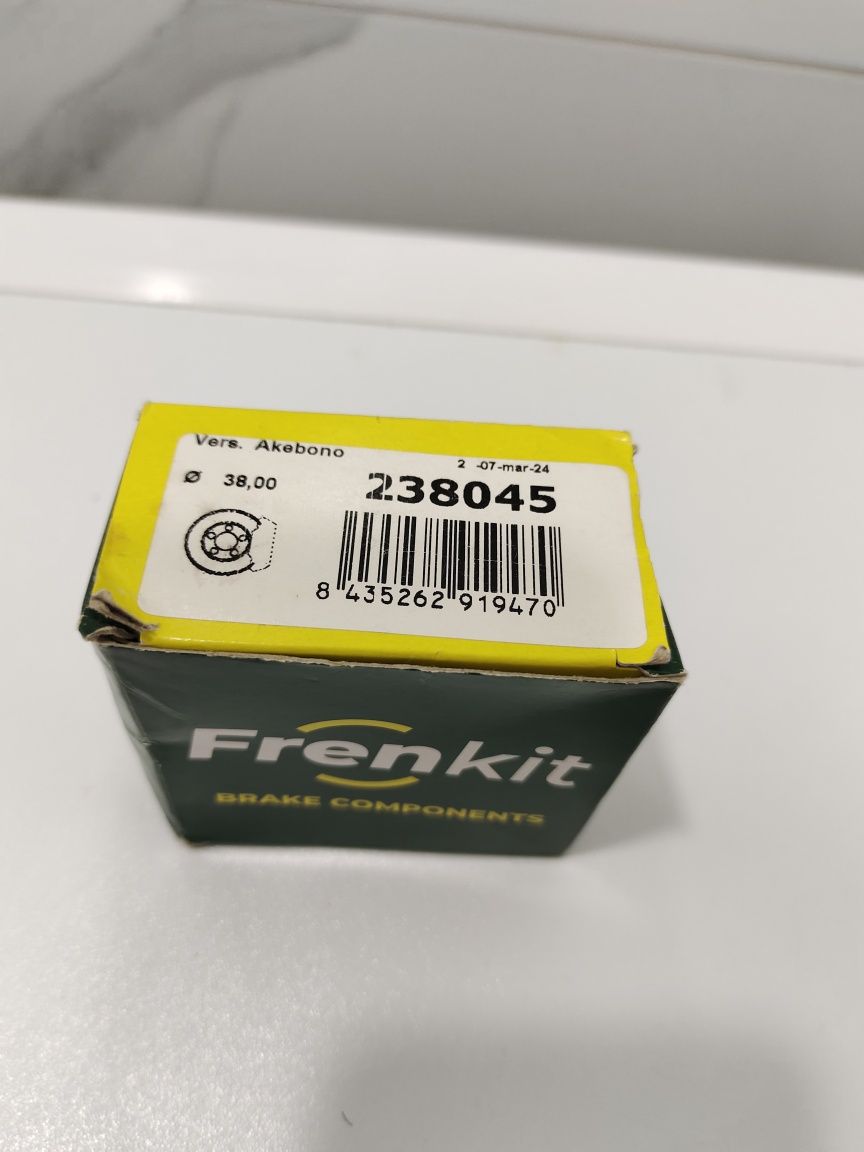 Vers. Akebono
2 -07-mar-24
Ø 38,00
238045
8 435262 919470
Frenkit
BRAKE COMPONENTS